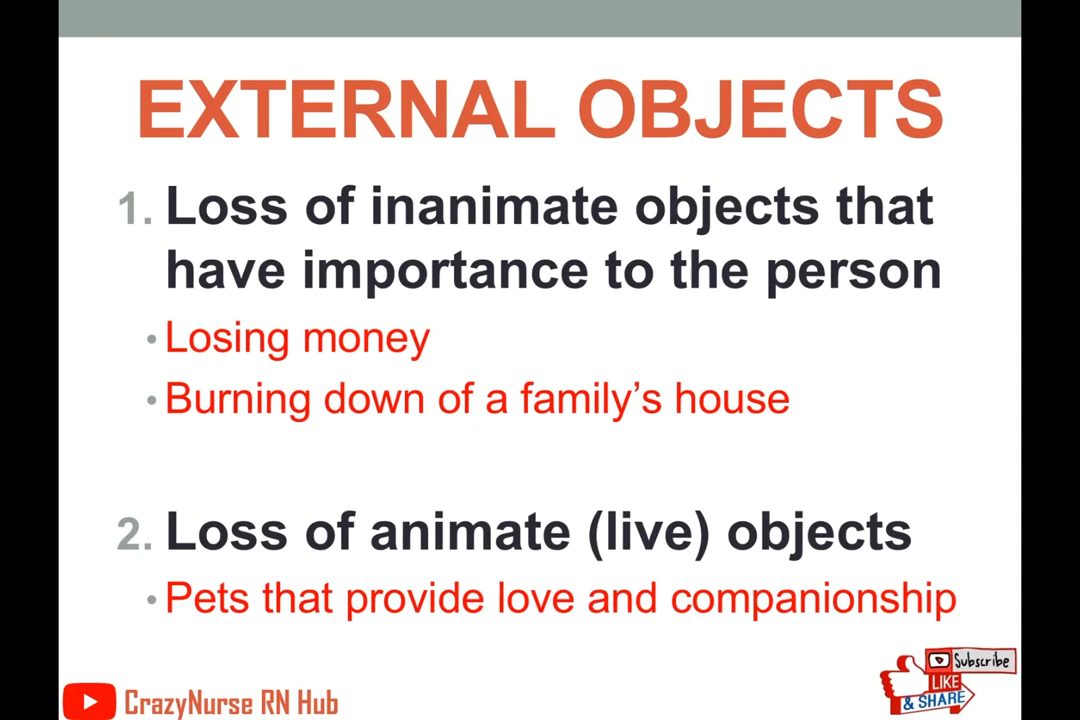 EXTERNAL OBJECTS
1. Loss of inanimate objects that
have importance to the person
• Losing money
• Burning down of a family’s house
2. Loss of animate (live) objects
• Pets that provide love and companionship
Subscribe
LIKE
& SHARE
CrazyNurse RN Hub